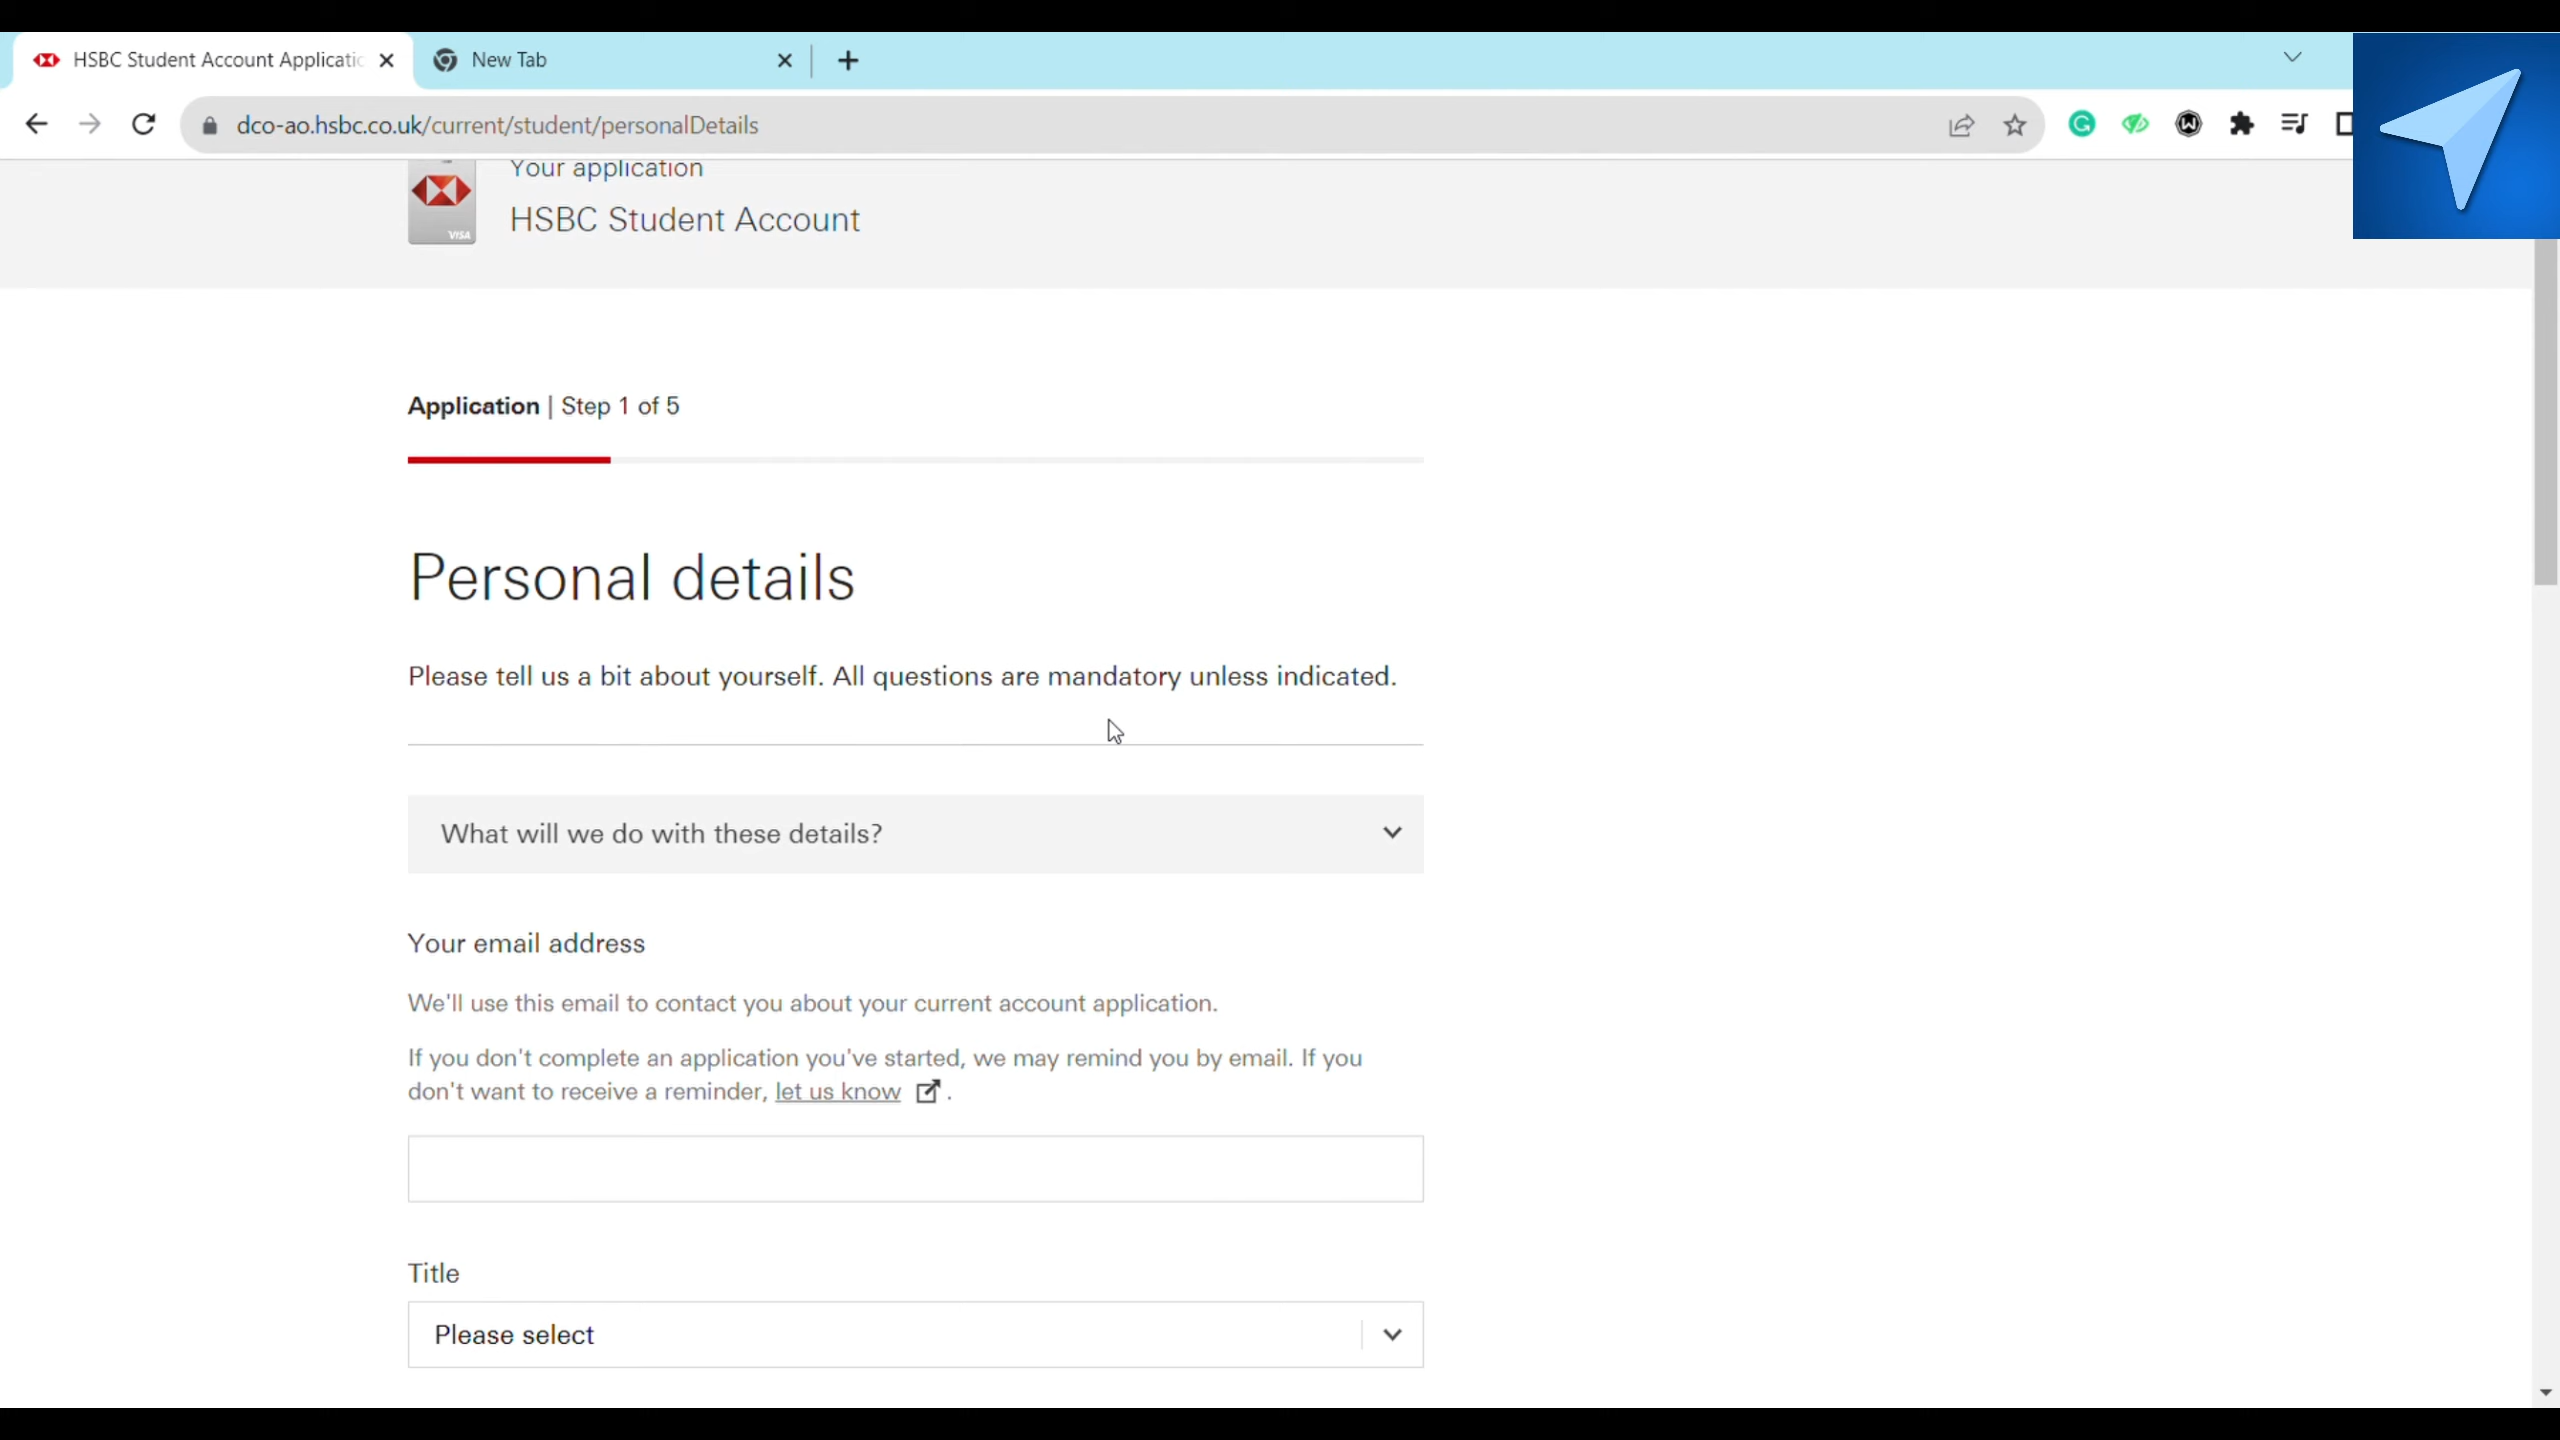 HSBC Student Account Applicatio
New Tab
dco-ao.hsbc.co.uk/current/student/personalDetails
Your application
HSBC Student Account
VISA
Application | Step 1 of 5
Personal details
Please tell us a bit about yourself. All questions are mandatory unless indicated.
What will we do with these details?
Your email address
We'll use this email to contact you about your current account application.
If you don't complete an application you've started, we may remind you by email. If you
don't want to receive a reminder, let us know .
Title
Please select